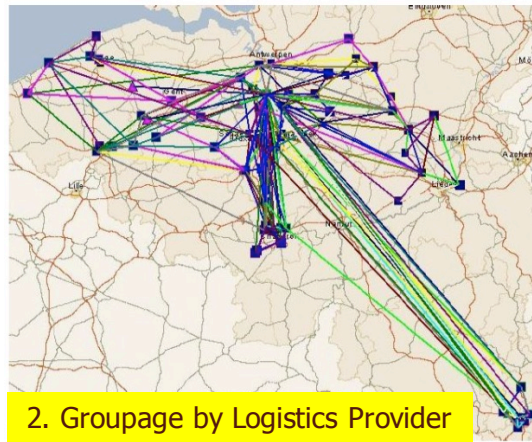 Eindhoven
Antwerpen
Gent
Maastricht
Aachen
Lille
Liège
Namur
2. Groupage by Logistics Provider